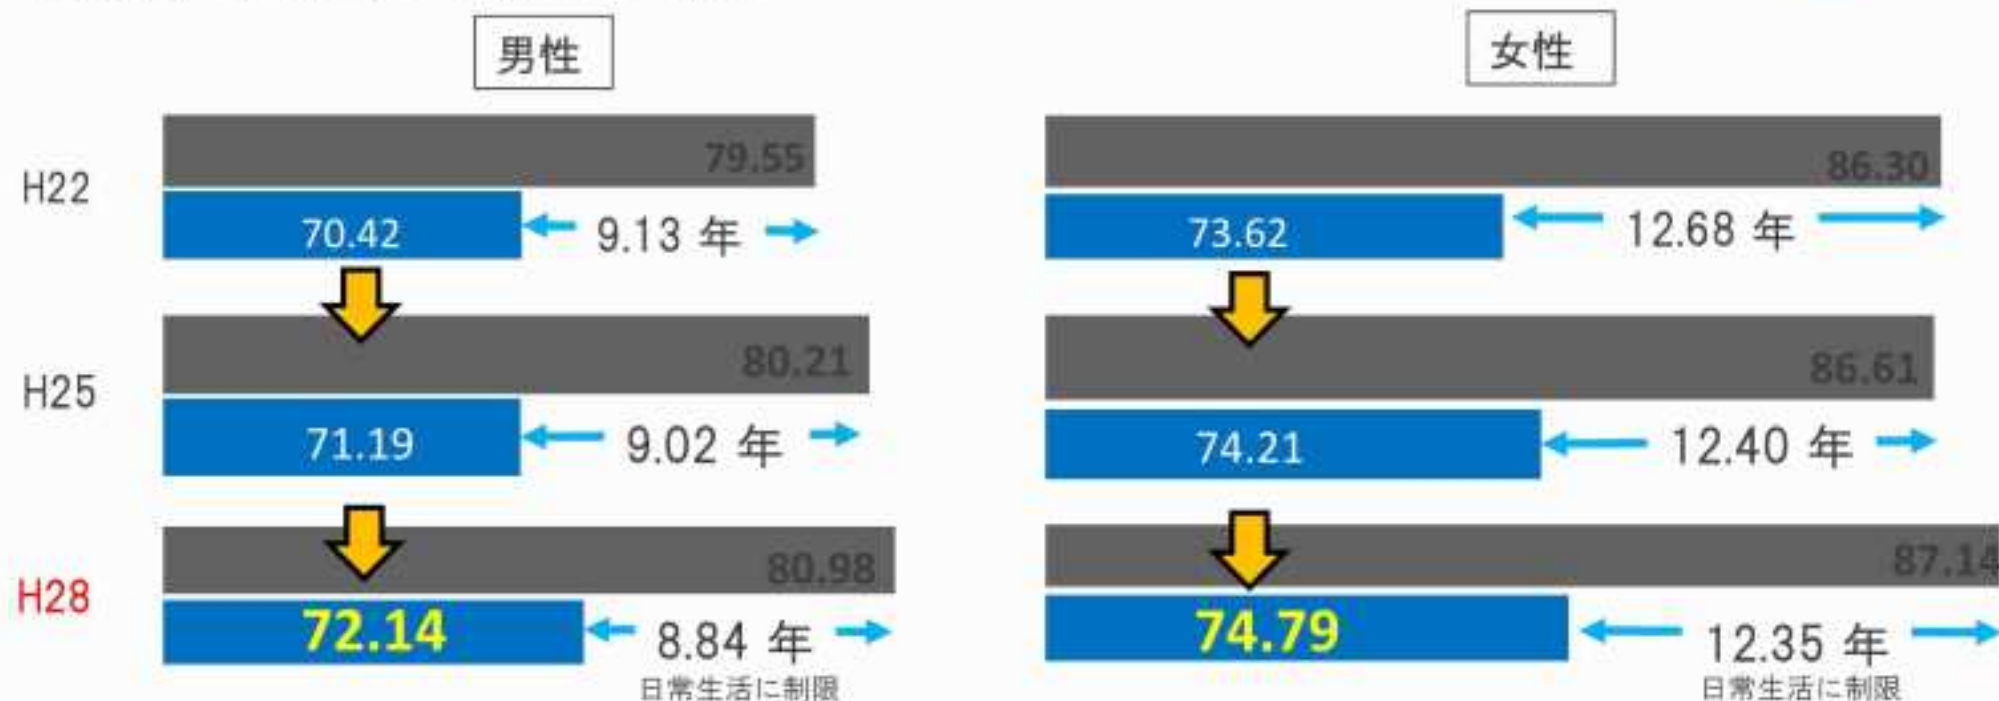 男性
女性
79.55
86.30
H22
70.42
9.13 年
73.62
12.68 年
80.21
86.61
H25
71.19
9.02 年
74.21
12.40 年
80.98
87.14
H28
72.14
8.84 年
74.79
12.35 年
日常生活に制限
日常生活に制限